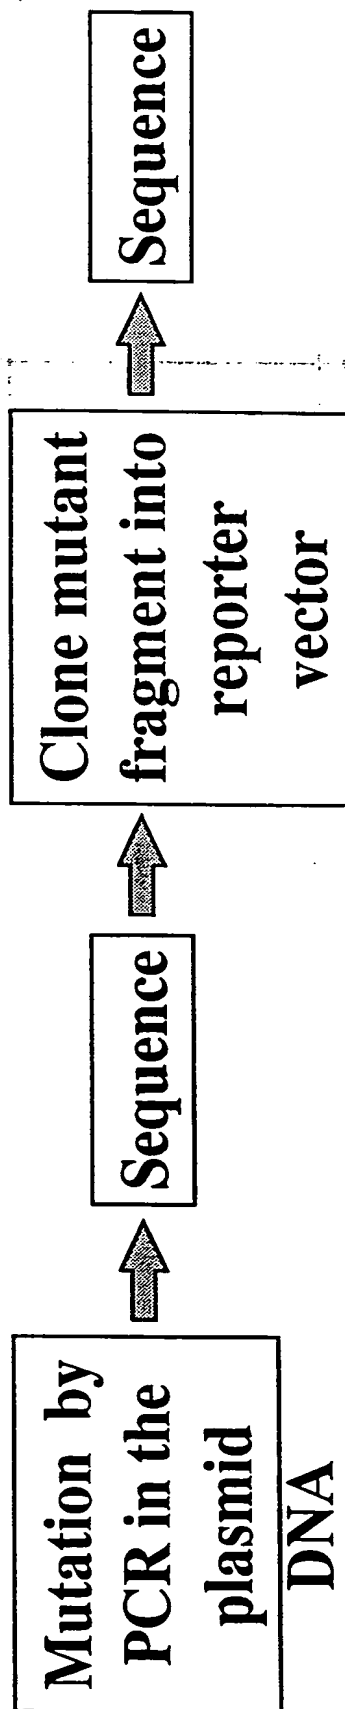 Mutation by
PCR in the
plasmid
DNA
Sequence
Clone mutant
fragment into
reporter
vector
Sequence